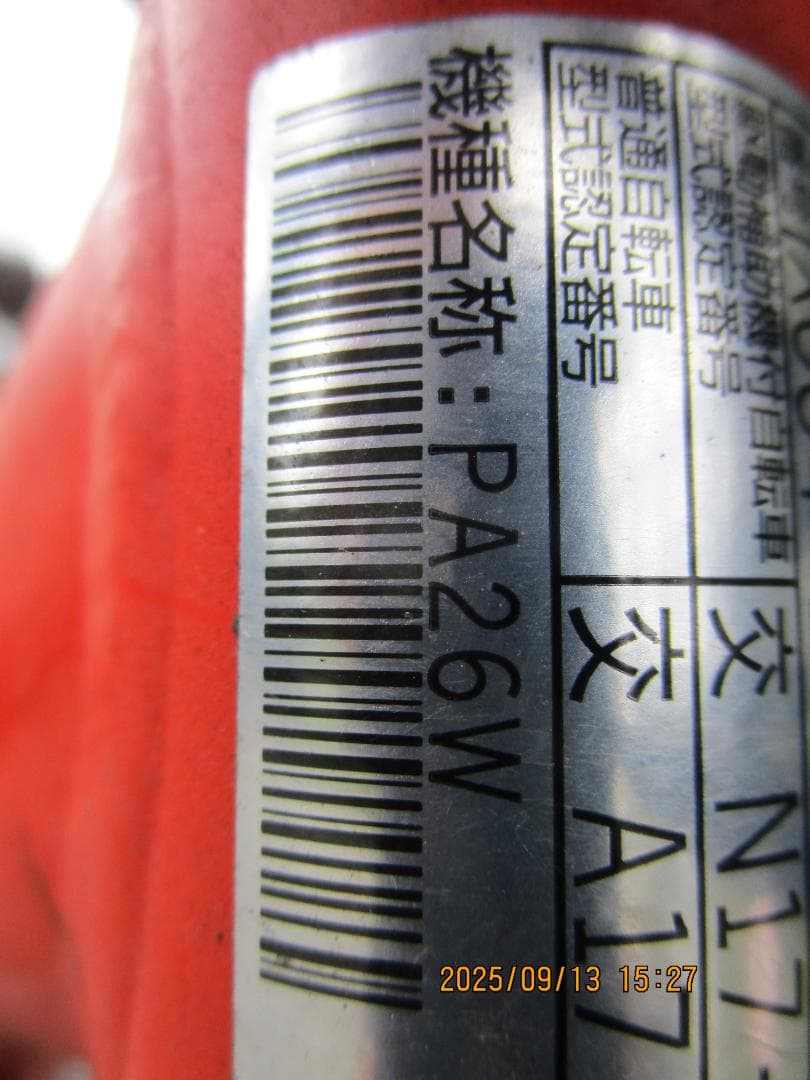 駆動補助機付自転車
型式認定番号
交 N17-
普通自転車
型式認定番号
交 A17
機種名称:PA26W
2025/09/13 15:27